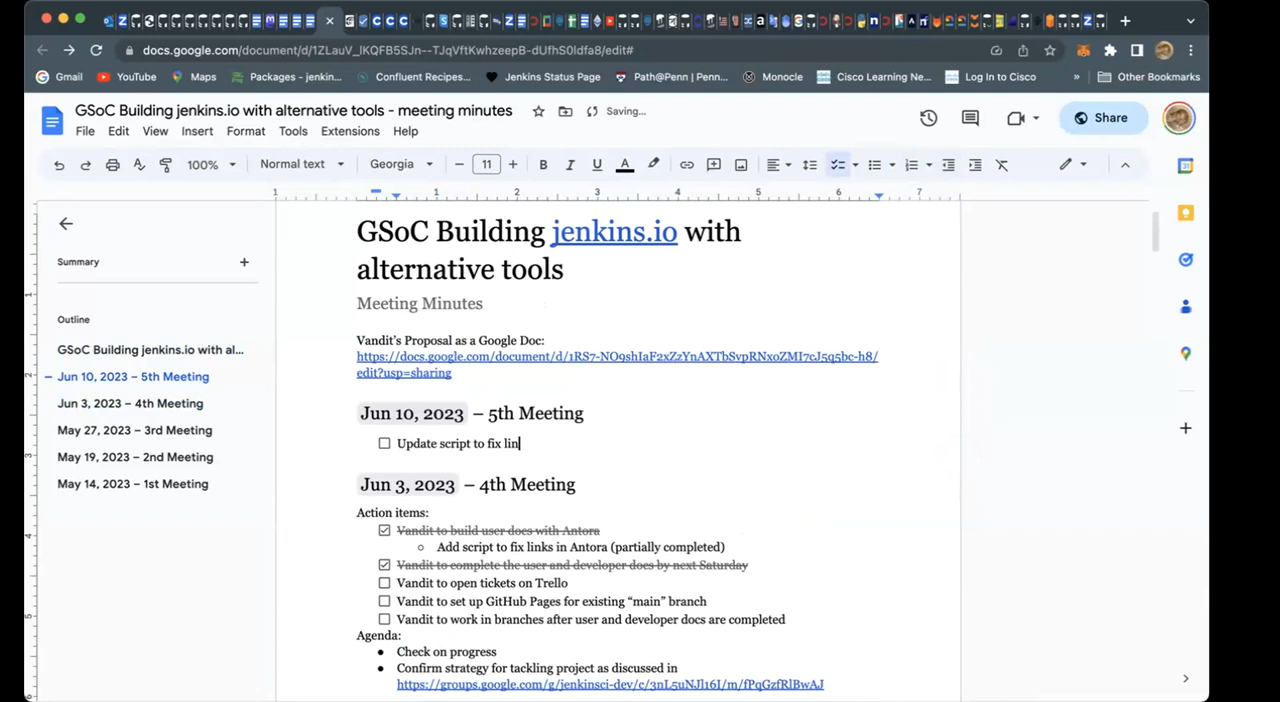 docs.google.com/document/d/1ZLauV_lKQFB5SJn--TJqVftKwhzeepB-dUfhS0Idfa8/edit#
Gmail YouTube Maps Packages - jenkin... Confluent Recipes... Jenkins Status Page Path@Penn | Penn... Monocle Cisco Learning Ne... Log In to Cisco » Other Bookmarks
GSoC Building jenkins.io with alternative tools - meeting minutes Saving...
Share
File Edit View Insert Format Tools Extensions Help
100% Normal text Georgia 11
1 1 2 3 4 5 6 7
Summary
Outline
GSoC Building jenkins.io with al...
Jun 10, 2023 – 5th Meeting
Jun 3, 2023 – 4th Meeting
May 27, 2023 – 3rd Meeting
May 19, 2023 – 2nd Meeting
May 14, 2023 – 1st Meeting
GSoC Building jenkins.io with
alternative tools
Meeting Minutes
Vandit's Proposal as a Google Doc:
https://docs.google.com/document/d/1RS7-NO9shIaF2xZzYnAXTbSvpRNxoZMI7cJ5q5bc-h8/
edit?usp=sharing
Jun 10, 2023 – 5th Meeting
Update script to fix lin
Jun 3, 2023 – 4th Meeting
Action items:
Vandit to build user docs with Antora
Add script to fix links in Antora (partially completed)
Vandit to complete the user and developer docs by next Saturday
Vandit to open tickets on Trello
Vandit to set up GitHub Pages for existing “main” branch
Vandit to work in branches after user and developer docs are completed
Agenda:
Check on progress
Confirm strategy for tackling project as discussed in
https://groups.google.com/g/jenkinsci-dev/c/3nL5uNJl16I/m/fPqGzfRlBwAJ